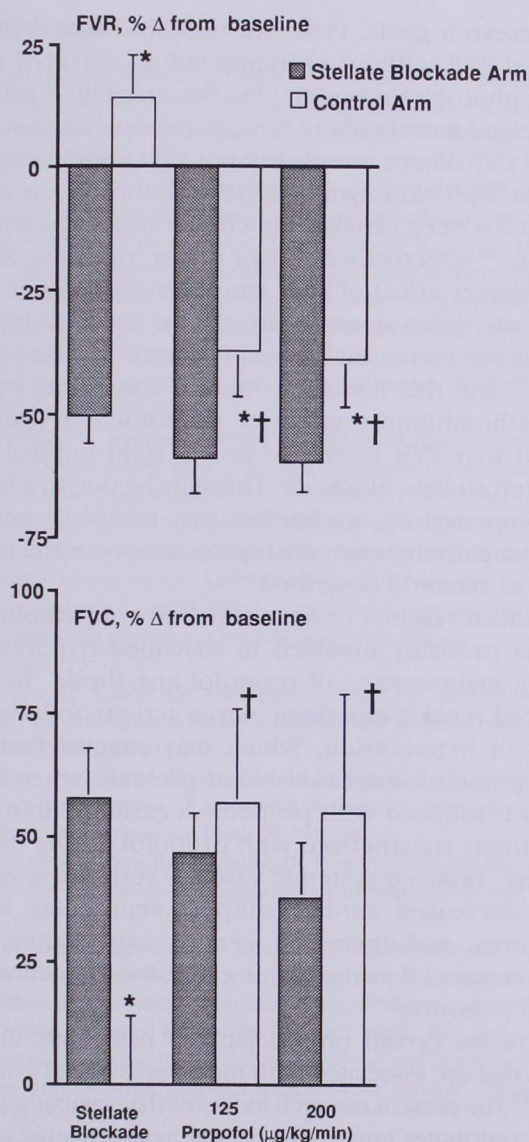 FVR, % Δ from baseline
25
*
Stellate Blockade Arm
Control Arm
0
-25
-50
*†
*†
-75
100
FVC, % Δ from baseline
75
†
†
50
25
*
0
Stellate
Blockade
125
200
Propofol (μg/kg/min)